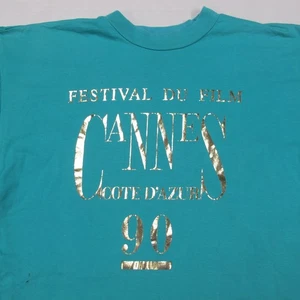 FESTIVAL DU FILM
CANNES
COTE D'AZUR
90